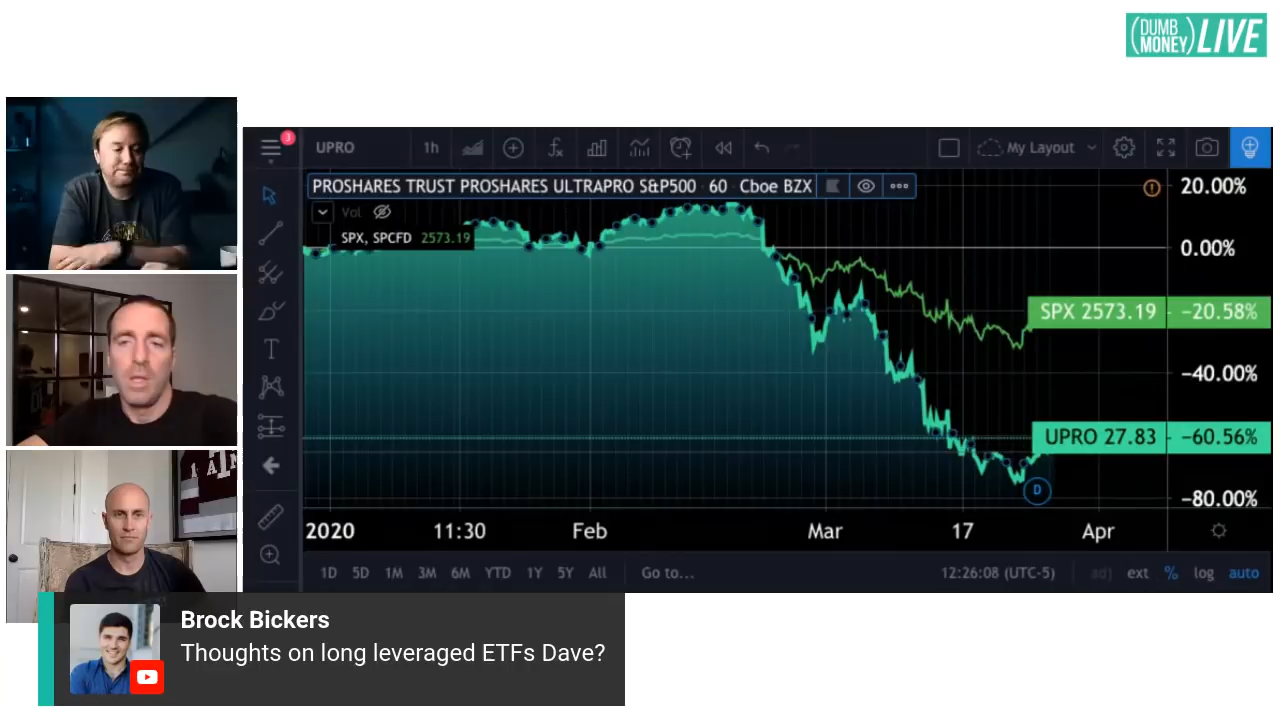 (DUMB MONEY) LIVE
3
UPRO
1h
My Layout
PROSHARES TRUST PROSHARES ULTRAPRO S&P500 · 60 · Cboe BZX
Vol
SPX, SPCFD 2573.19
20.00%
0.00%
SPX 2573.19 −20.58%
−40.00%
UPRO 27.83 −60.56%
−80.00%
D
2020 11:30 Feb Mar 17 Apr
1D 5D 1M 3M 6M YTD 1Y 5Y All Go to... 12:26:08 (UTC-5) adj ext % log auto
Brock Bickers
Thoughts on long leveraged ETFs Dave?